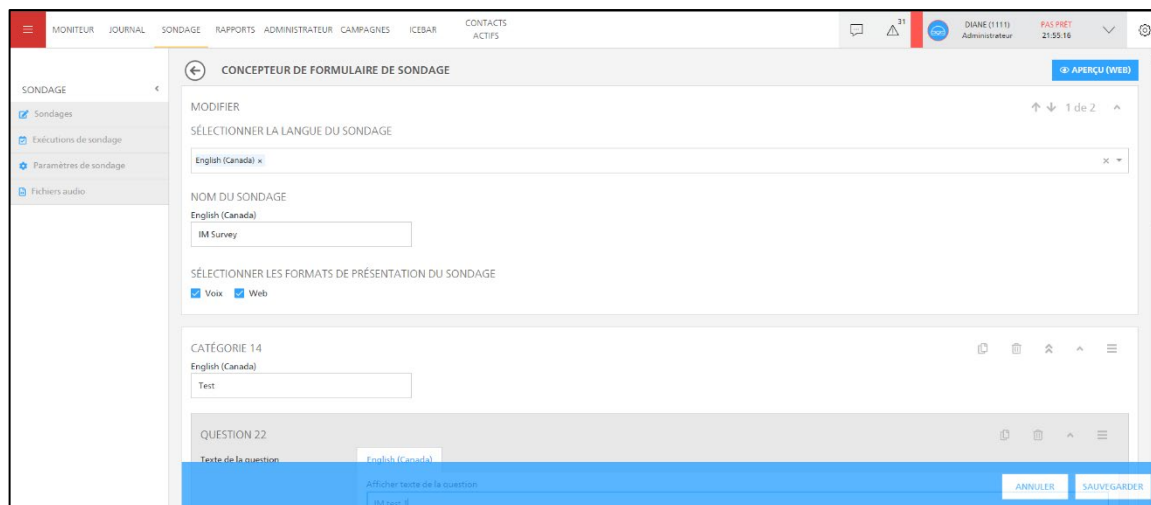 MONITEUR JOURNAL SONDAGE RAPPORTS ADMINISTRATEUR CAMPAGNES ICEBAR CONTACTS ACTIFS
31
DIANE (1111)
Administrateur
PAS PRÊT
21:55:16
SONDAGE
Sondages
Exécutions de sondage
Paramètres de sondage
Fichiers audio
CONCEPTEUR DE FORMULAIRE DE SONDAGE
APERÇU (WEB)
MODIFIER
1 de 2
SÉLECTIONNER LA LANGUE DU SONDAGE
English (Canada) ×
NOM DU SONDAGE
English (Canada)
IM Survey
SÉLECTIONNER LES FORMATS DE PRÉSENTATION DU SONDAGE
Voix Web
CATÉGORIE 14
English (Canada)
Test
QUESTION 22
Texte de la question English (Canada)
Afficher texte de la question
ANNULER SAUVEGARDER